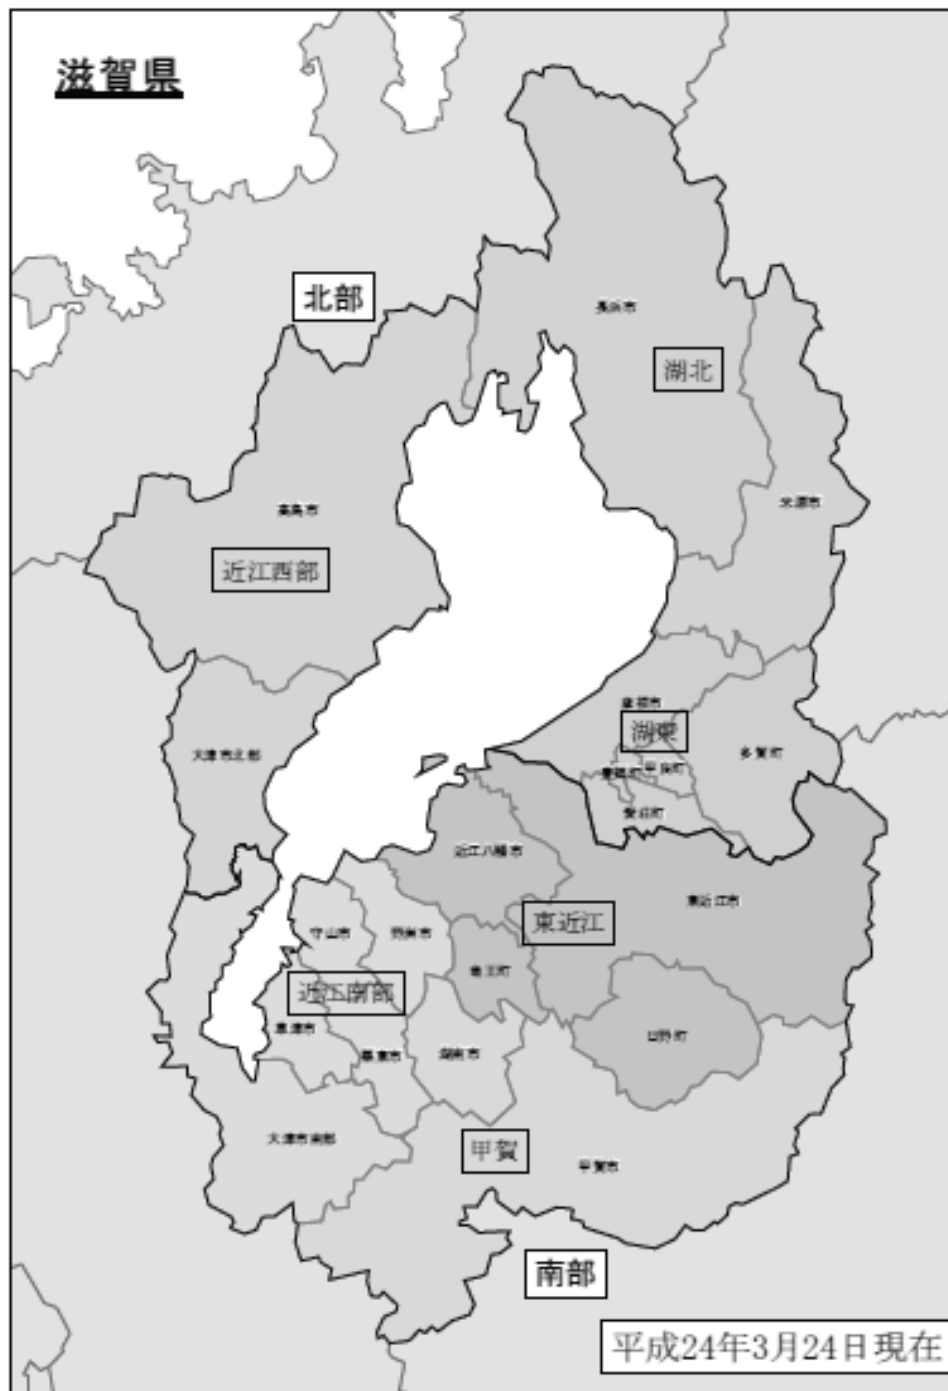 滋賀県
北部
長浜市
湖北
米原市
高島市
近江西部
彦根市
湖東
多賀町
大津市北部
豊郷町
甲良町
愛荘町
近江八幡市
東近江市
東近江
守山市
野洲市
竜王町
近江南部
草津市
栗東市
湖南市
日野町
大津市南部
甲賀
甲賀市
南部
平成24年3月24日現在